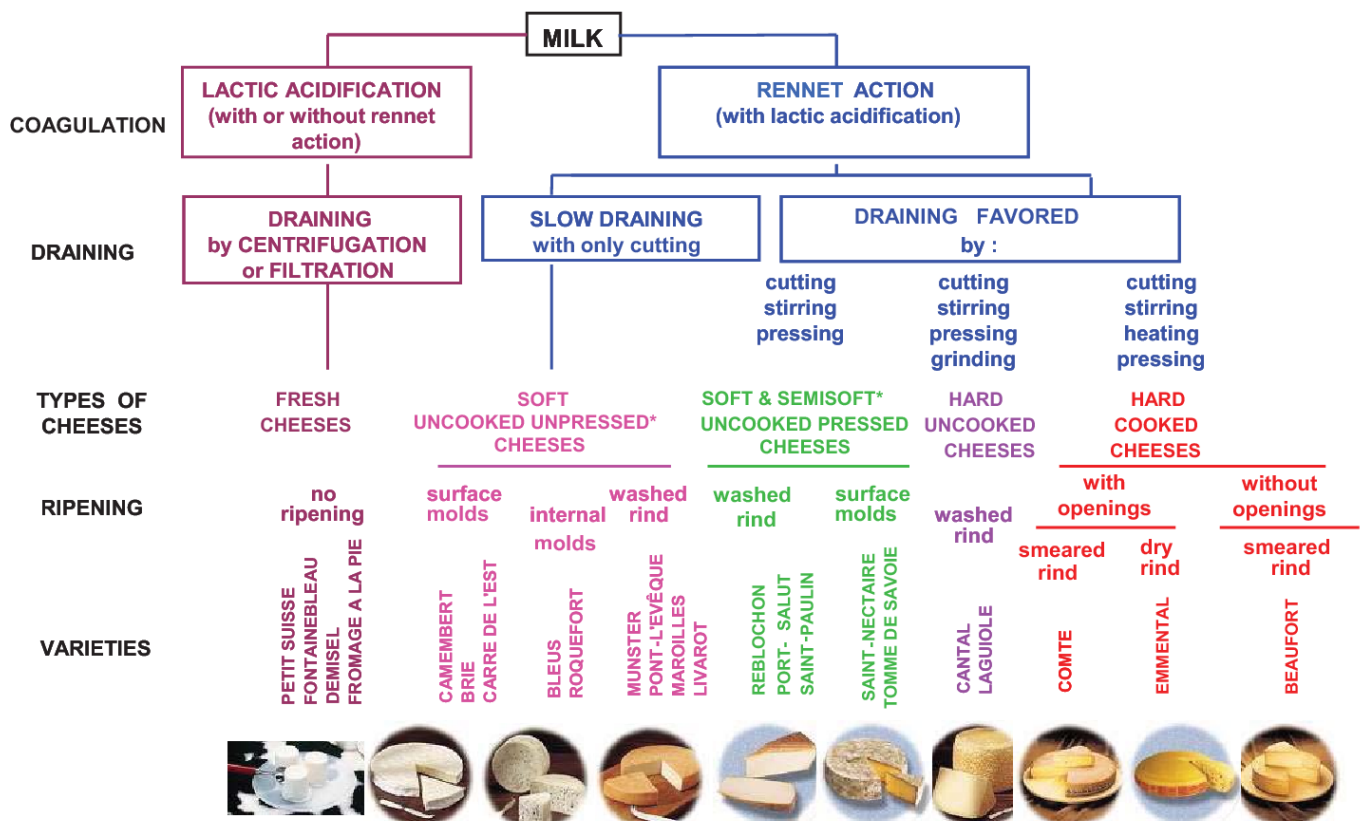 MILK
COAGULATION
LACTIC ACIDIFICATION
(with or without rennet
action)
RENNET ACTION
(with lactic acidification)
DRAINING
DRAINING
by CENTRIFUGATION
or FILTRATION
SLOW DRAINING
with only cutting
DRAINING FAVORED
by :
cutting
stirring
pressing
cutting
stirring
pressing
grinding
cutting
stirring
heating
pressing
TYPES OF
CHEESES
FRESH
CHEESES
SOFT
UNCOOKED UNPRESSED*
CHEESES
SOFT & SEMISOFT*
UNCOOKED PRESSED
CHEESES
HARD
UNCOOKED
CHEESES
HARD
COOKED
CHEESES
RIPENING
no
ripening
surface
molds
internal
molds
washed
rind
washed
rind
surface
molds
washed
rind
with
openings
without
openings
smeared
rind
dry
rind
smeared
rind
VARIETIES
PETIT SUISSE
FONTAINEBLEAU
DEMISEL
FROMAGE A LA PIE
CAMEMBERT
BRIE
CARRE DE L'EST
BLEUS
ROQUEFORT
MUNSTER
PONT-L'EVÊQUE
MAROILLES
LIVAROT
REBLOCHON
PORT- SALUT
SAINT-PAULIN
SAINT-NECTAIRE
TOMME DE SAVOIE
CANTAL
LAGUIOLE
COMTE
EMMENTAL
BEAUFORT